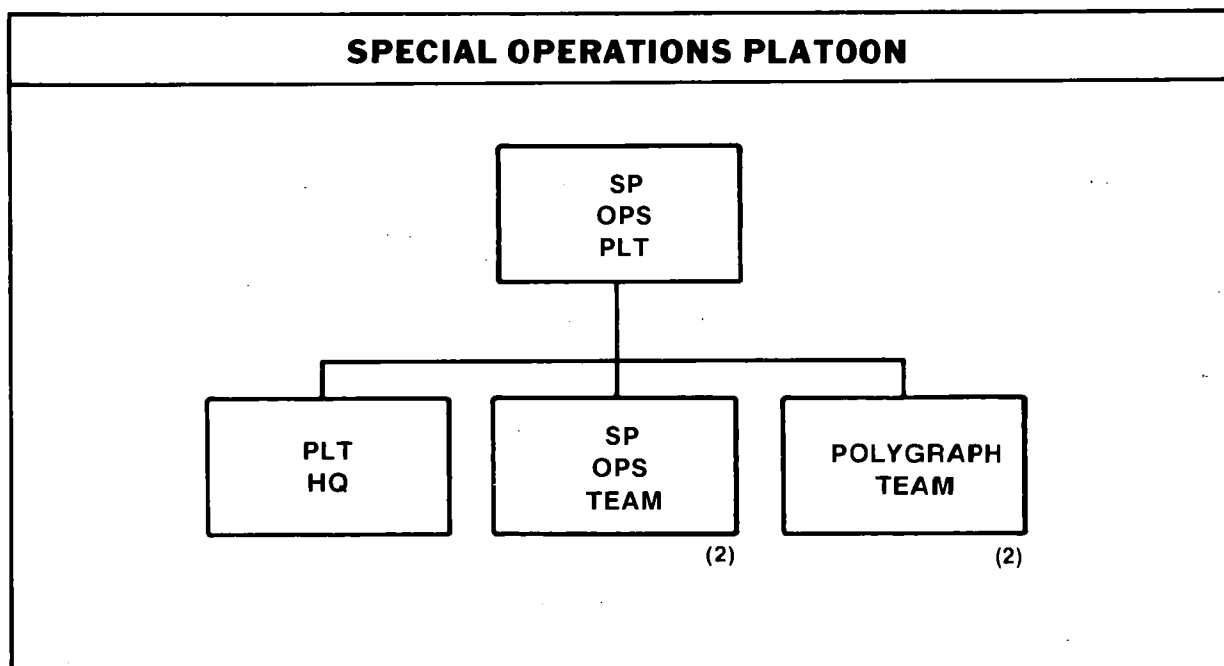 SPECIAL OPERATIONS PLATOON
SP
OPS
PLT
PLT
HQ
SP
OPS
TEAM
(2)
POLYGRAPH
TEAM
(2)